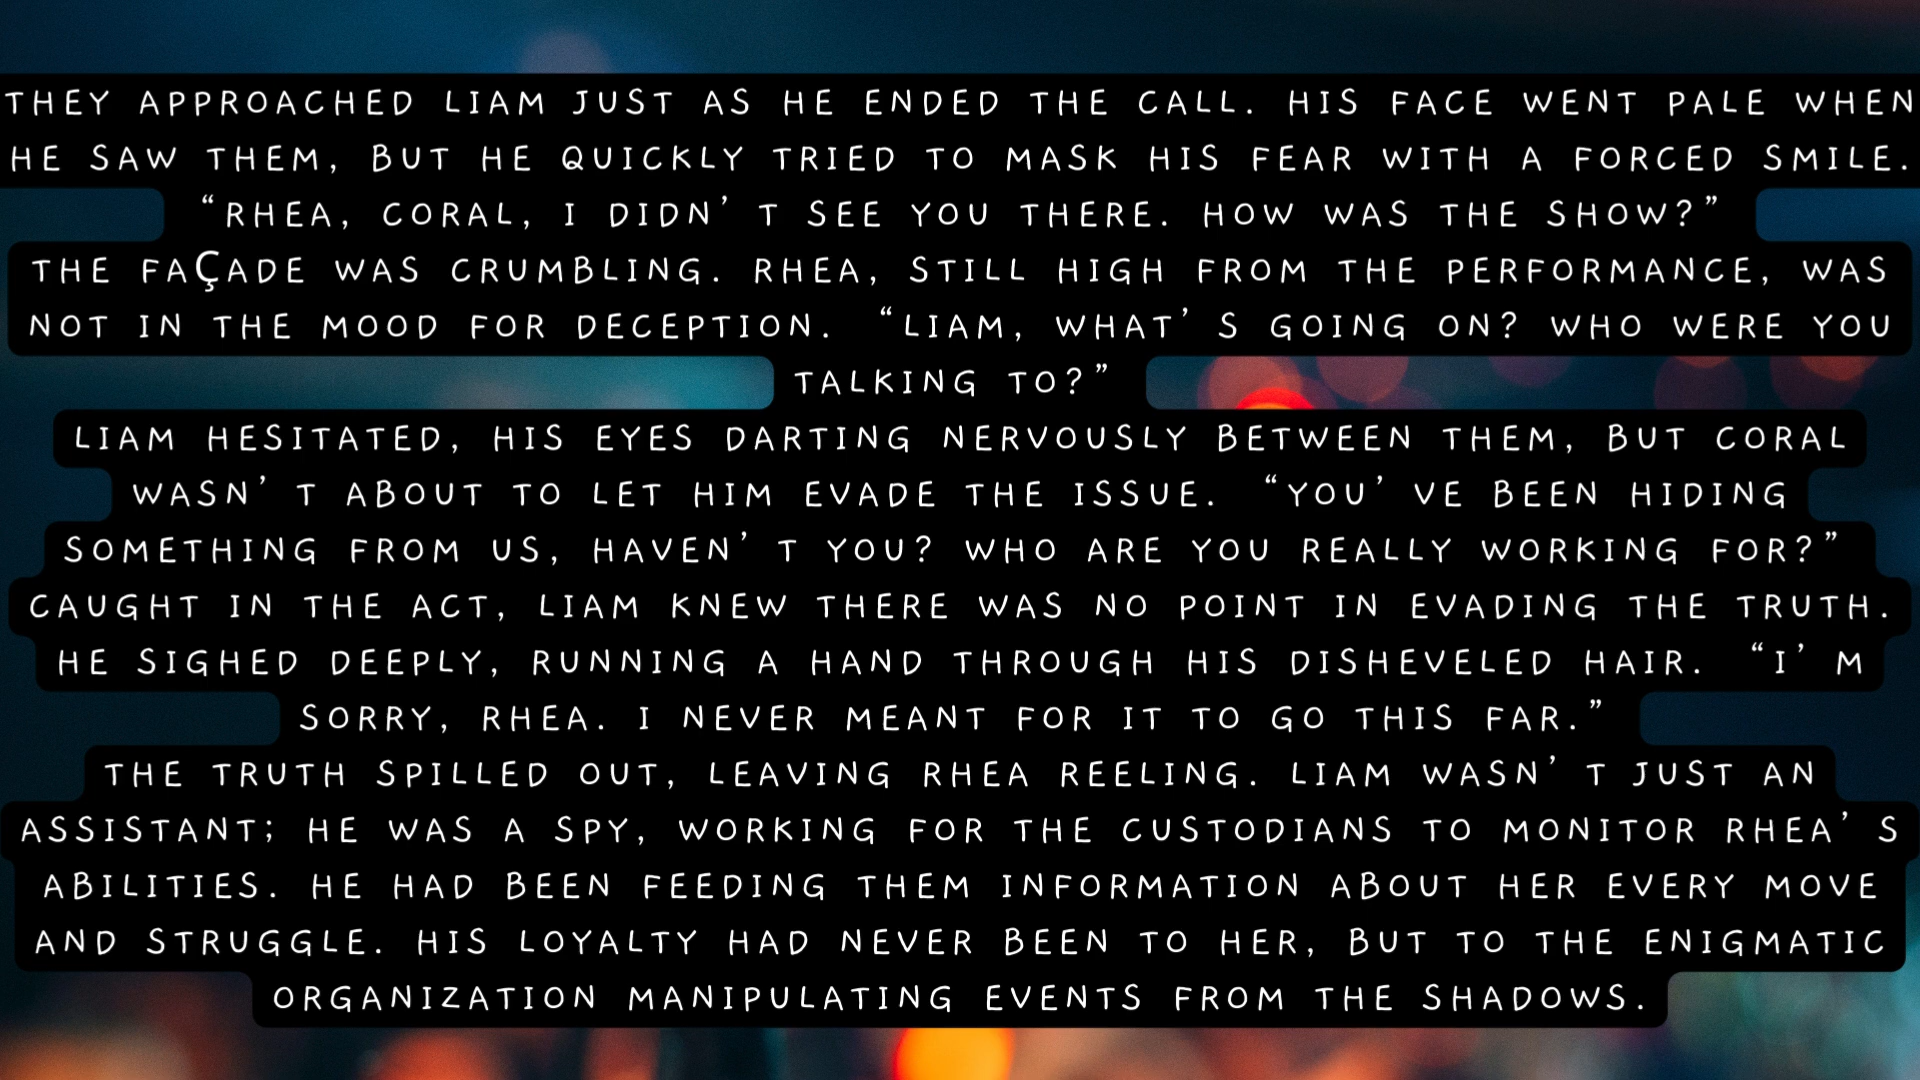 THEY APPROACHED LIAM JUST AS HE ENDED THE CALL. HIS FACE WENT PALE WHEN
HE SAW THEM, BUT HE QUICKLY TRIED TO MASK HIS FEAR WITH A FORCED SMILE.
“RHEA, CORAL, I DIDN’T SEE YOU THERE. HOW WAS THE SHOW?”
THE FAÇADE WAS CRUMBLING. RHEA, STILL HIGH FROM THE PERFORMANCE, WAS
NOT IN THE MOOD FOR DECEPTION. “LIAM, WHAT’S GOING ON? WHO WERE YOU
TALKING TO?”
LIAM HESITATED, HIS EYES DARTING NERVOUSLY BETWEEN THEM, BUT CORAL
WASN’T ABOUT TO LET HIM EVADE THE ISSUE. “YOU’VE BEEN HIDING
SOMETHING FROM US, HAVEN’T YOU? WHO ARE YOU REALLY WORKING FOR?”
CAUGHT IN THE ACT, LIAM KNEW THERE WAS NO POINT IN EVADING THE TRUTH.
HE SIGHED DEEPLY, RUNNING A HAND THROUGH HIS DISHEVELED HAIR. “I’M
SORRY, RHEA. I NEVER MEANT FOR IT TO GO THIS FAR.”
THE TRUTH SPILLED OUT, LEAVING RHEA REELING. LIAM WASN’T JUST AN
ASSISTANT; HE WAS A SPY, WORKING FOR THE CUSTODIANS TO MONITOR RHEA’S
ABILITIES. HE HAD BEEN FEEDING THEM INFORMATION ABOUT HER EVERY MOVE
AND STRUGGLE. HIS LOYALTY HAD NEVER BEEN TO HER, BUT TO THE ENIGMATIC
ORGANIZATION MANIPULATING EVENTS FROM THE SHADOWS.